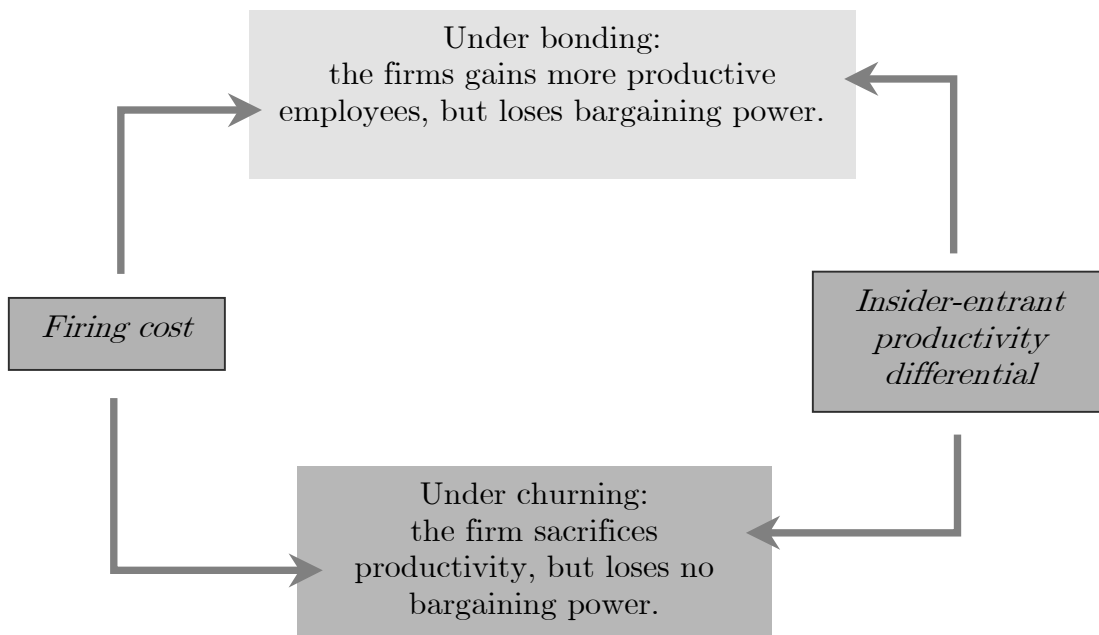 Under bonding:
the firms gains more productive
employees, but loses bargaining power.
Firing cost
Insider-entrant
productivity
differential
Under churning:
the firm sacrifices
productivity, but loses no
bargaining power.